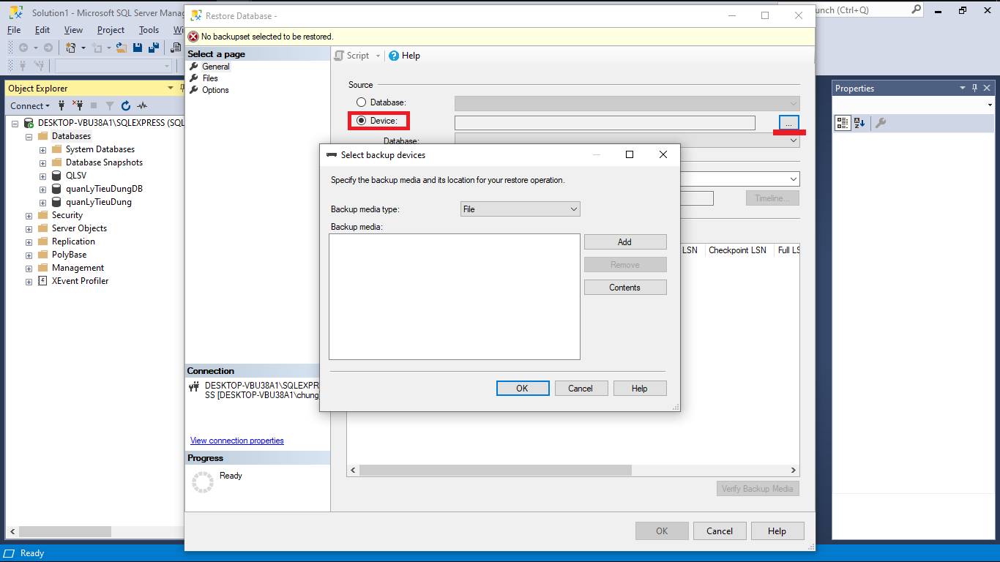 Solution1 - Microsoft SQL Server Mana
unch (Ctrl+Q)
File Edit View Project Tools Wi
Restore Database -
No backupset selected to be restored.
Select a page
General
Files
Options
Script Help
Source
Database:
Device:
...
Database:
Timeline...
LSN Checkpoint LSN Full LS
Verify Backup Media
Connection
DESKTOP-VBU38A1\SQLEXPR
SS [DESKTOP-VBU38A1\chung
View connection properties
Progress
Ready
OK Cancel Help
Select backup devices
Specify the backup media and its location for your restore operation.
Backup media type: File
Backup media:
Add
Remove
Contents
OK Cancel Help
Object Explorer
Connect
DESKTOP-VBU38A1\SQLEXPRESS (SQL
Databases
System Databases
Database Snapshots
QLSV
quanLyTieuDungDB
quanLyTieuDung
Security
Server Objects
Replication
PolyBase
Management
XEvent Profiler
Properties
Ready